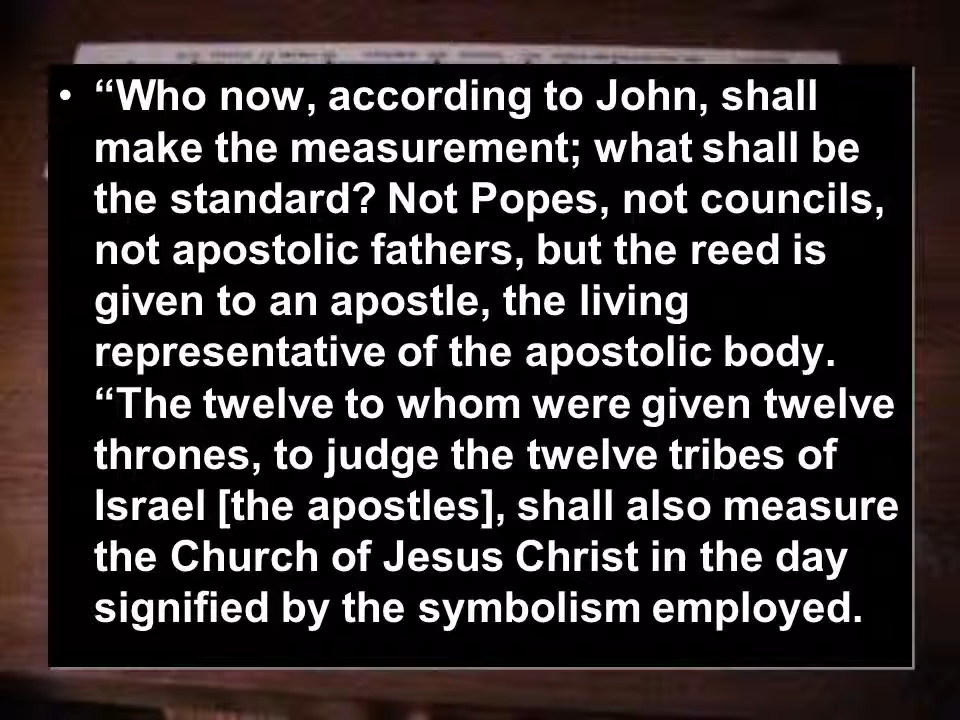 • “Who now, according to John, shall
make the measurement; what shall be
the standard? Not Popes, not councils,
not apostolic fathers, but the reed is
given to an apostle, the living
representative of the apostolic body.
“The twelve to whom were given twelve
thrones, to judge the twelve tribes of
Israel [the apostles], shall also measure
the Church of Jesus Christ in the day
signified by the symbolism employed.